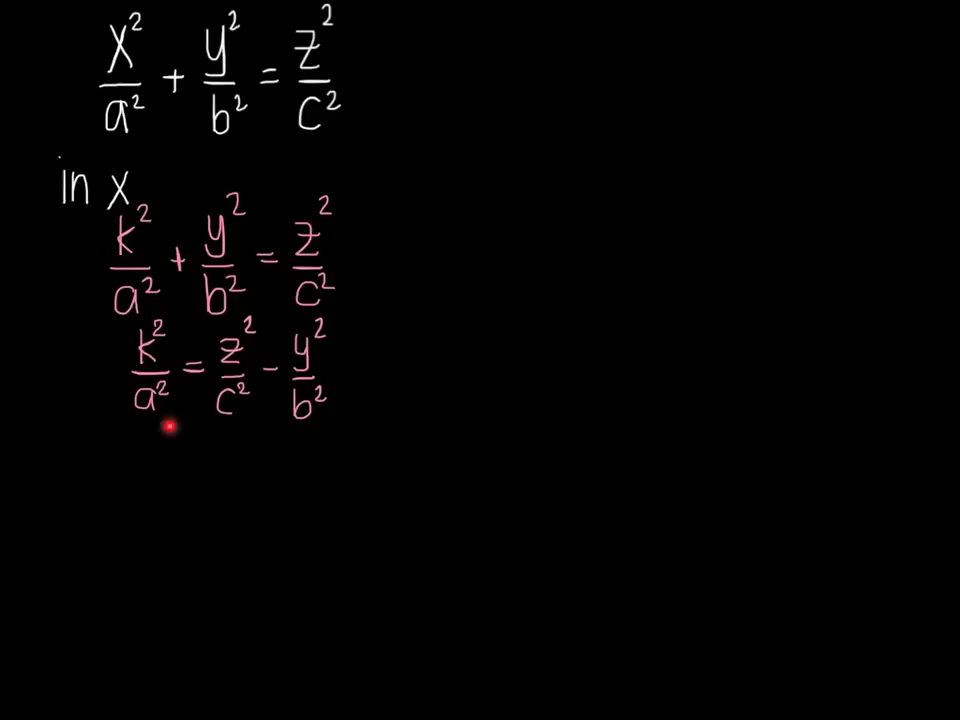 x²/a² + y²/b² = z²/c²
in x
k²/a² + y²/b² = z²/c²
k²/a² = z²/c² - y²/b²